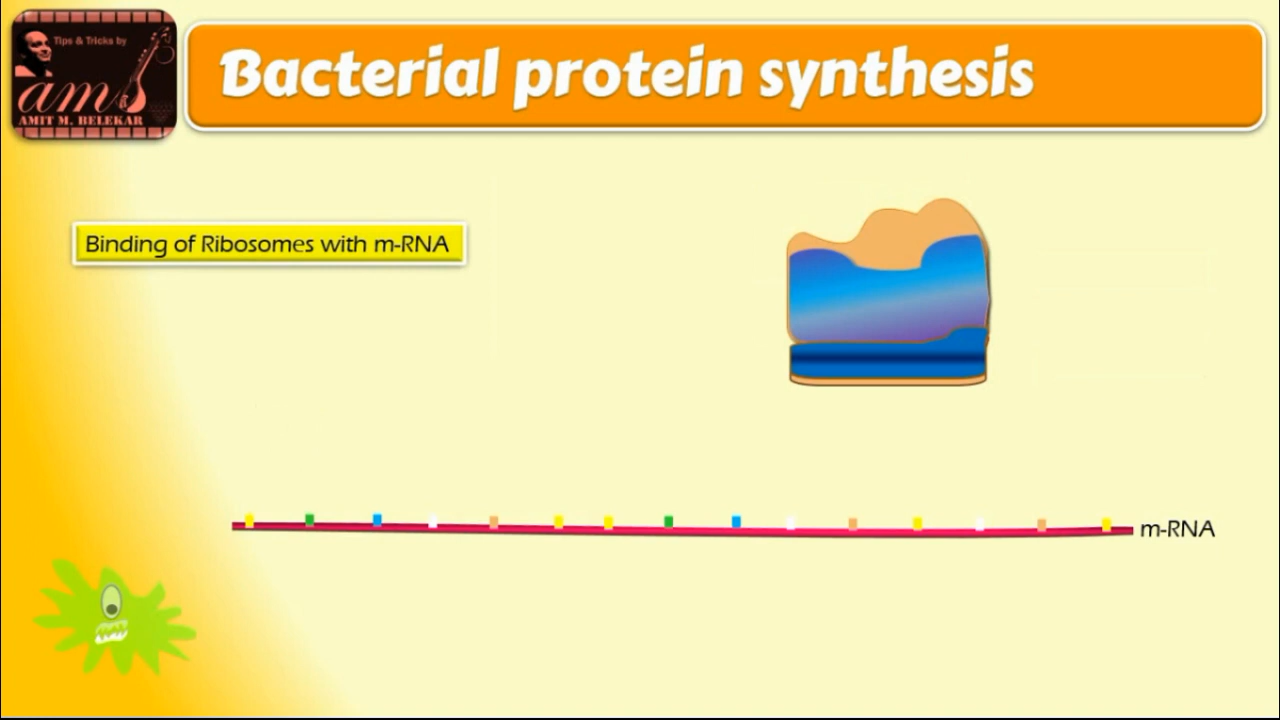 Tips & Tricks by
ams
AMIT M. BELEKAR
Bacterial protein synthesis
Binding of Ribosomes with m-RNA
m-RNA